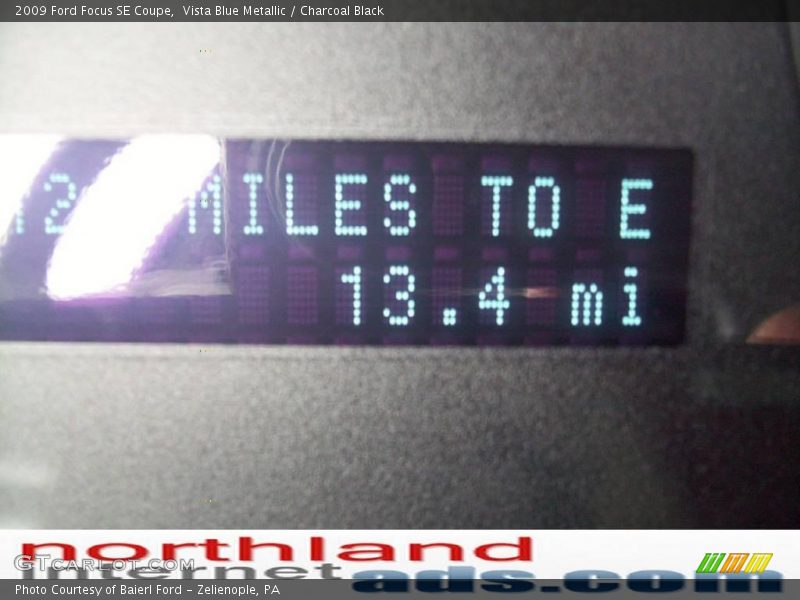 2009 Ford Focus SE Coupe,  Vista Blue Metallic / Charcoal Black
MILES TO E
13.4 mi
northland
GTCARLOT.COM
internet
ads.com
Photo Courtesy of Baierl Ford - Zelienople, PA